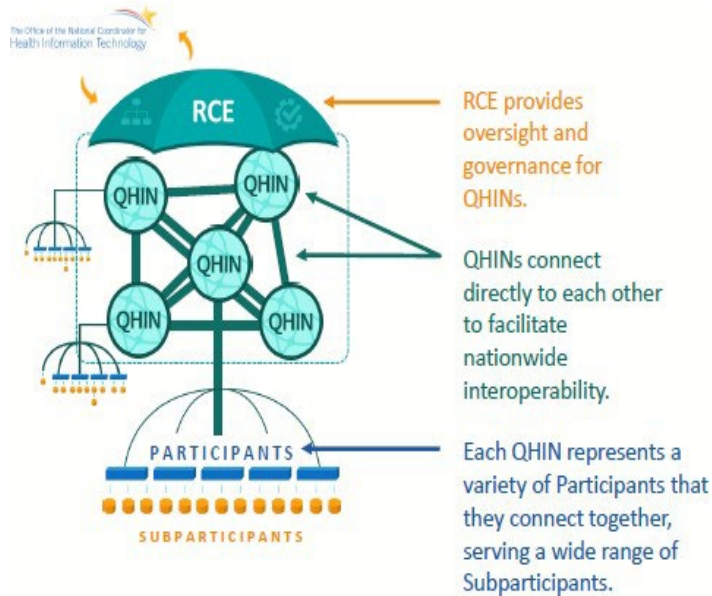 The Office of the National Coordinator for
Health Information Technology
RCE
QHIN
QHIN
QHIN
QHIN
QHIN
PARTICIPANTS
SUBPARTICIPANTS
RCE provides
oversight and
governance for
QHINs.
QHINs connect
directly to each other
to facilitate
nationwide
interoperability.
Each QHIN represents a
variety of Participants that
they connect together,
serving a wide range of
Subparticipants.